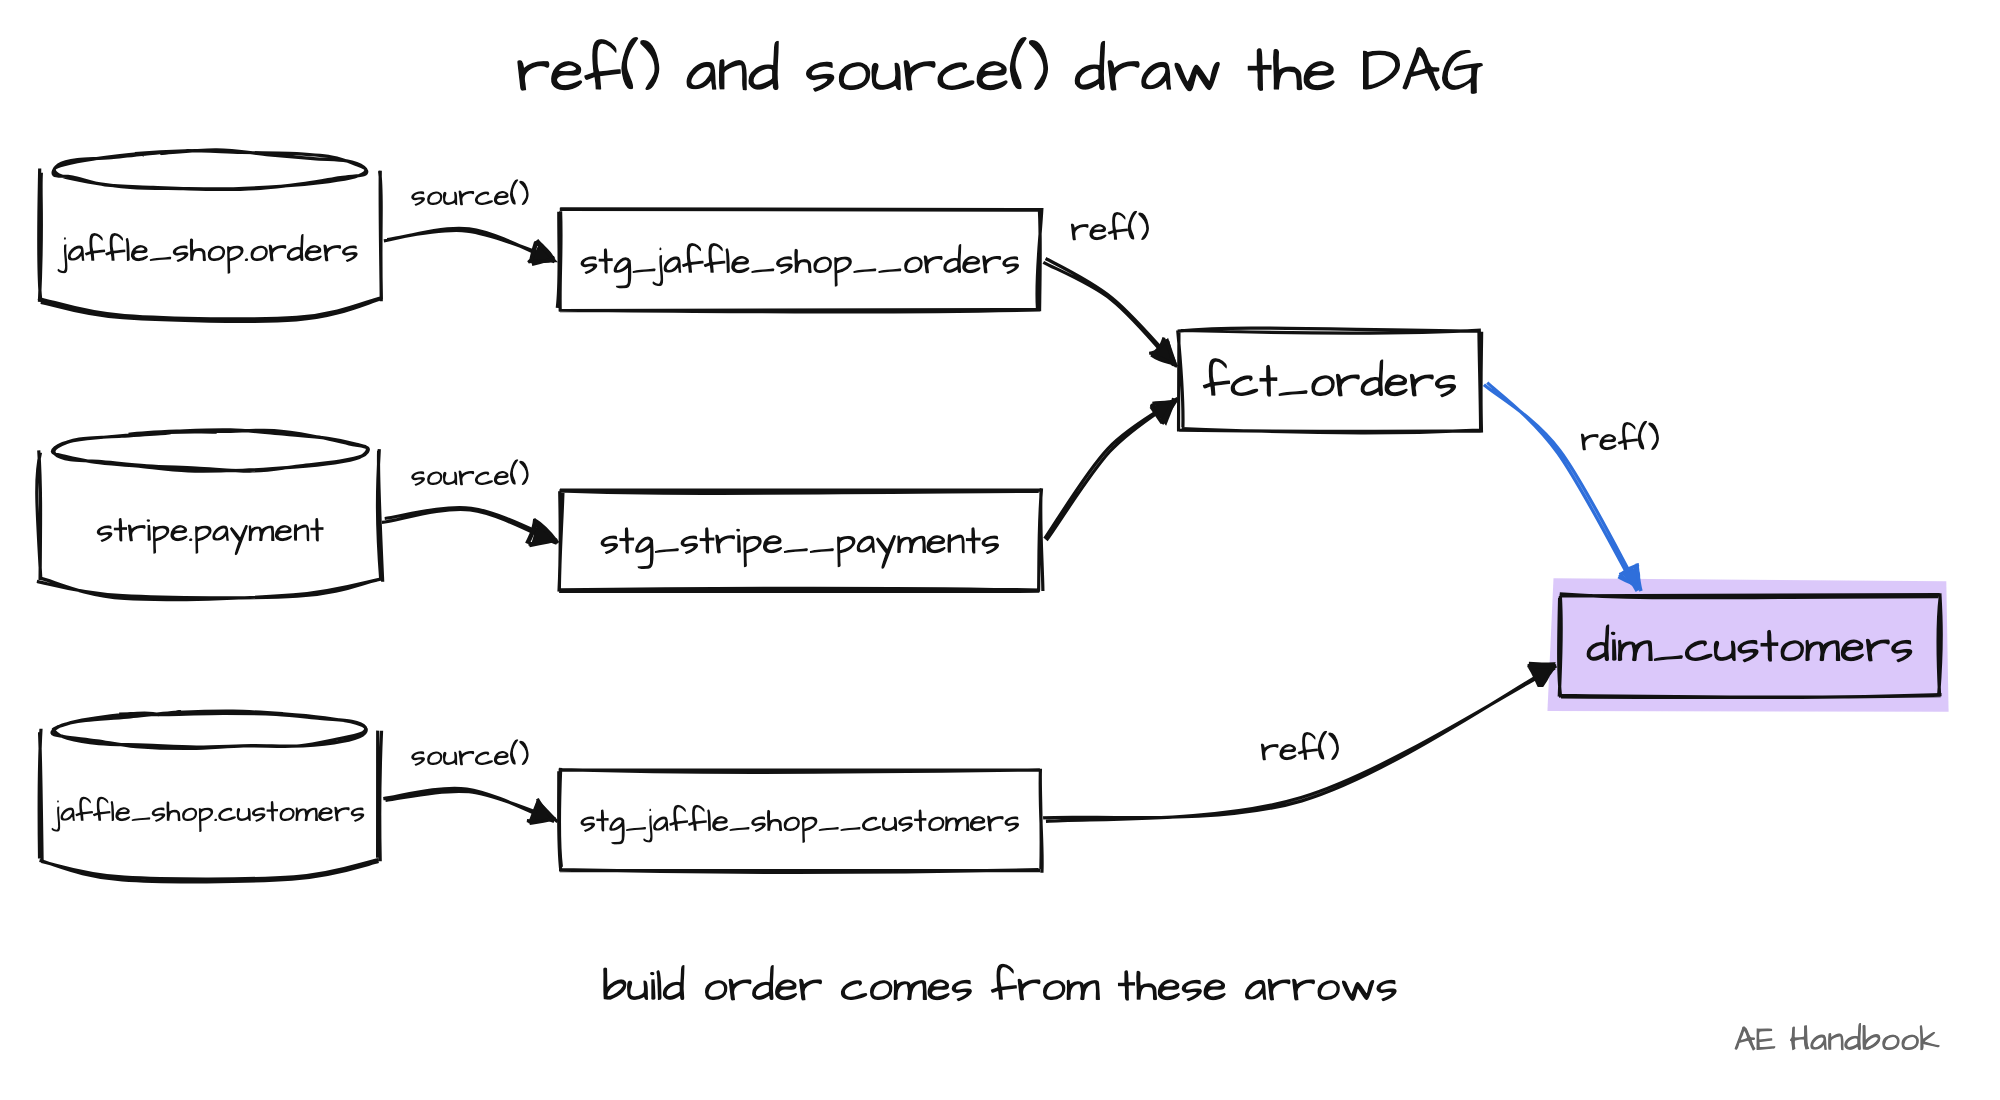 ref() and source() draw the DAG
jaffle_shop.orders
source()
stg_jaffle_shop__orders
ref()
fct_orders
ref()
stripe.payment
source()
stg_stripe__payments
dim_customers
jaffle_shop.customers
source()
stg_jaffle_shop__customers
ref()
build order comes from these arrows
AE Handbook